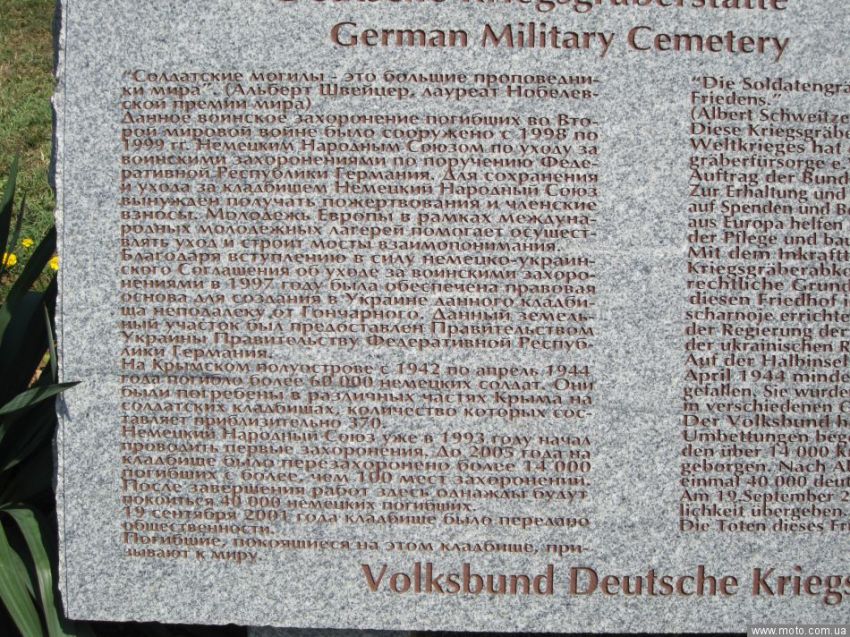 Deutsche Kriegsgräberstätte
German Military Cemetery
"Солдатские могилы - это большие проповедни-
ки мира". (Альберт Швейцер, лауреат Нобелев-
ской премии мира)
Данное воинское захоронение погибших во Вто-
рой мировой войне было сооружено с 1998 по
1999 гг. Немецким Народным Союзом по уходу за
воинскими захоронениями по поручению Феде-
ративной Республики Германия. Для сохранения
и ухода за кладбищем Немецкий Народный Союз
вынужден получать пожертвования и членские
взносы. Молодежь Европы в рамках междуна-
родных молодежных лагерей помогает осущест-
влять уход и строит мосты взаимопонимания.
Благодаря вступлению в силу немецко-украин-
ского Соглашения об уходе за воинскими захоро-
нениями в 1997 году была обеспечена правовая
основа для создания в Украине данного кладби-
ща неподалеку от Гончарного. Данный земель-
ный участок был предоставлен Правительством
Украины Правительству Федеративной Респуб-
лики Германия.
На Крымском полуострове с 1942 по апрель 1944
года погибло более 60 000 немецких солдат. Они
были погребены в различных частях Крыма на
солдатских кладбищах, количество которых сос-
тавляет приблизительно 370.
Немецкий Народный Союз уже в 1993 году начал
проводить первые захоронения. До 2005 года на
кладбище было перезахоронено более 14 000
погибших с более, чем 100 мест захоронений.
После завершения работ здесь однажды будут
покоиться 40 000 немецких погибших.
19 сентября 2001 года кладбище было передано
общественности.
Погибшие, покоящиеся на этом кладбище, при-
зывают к миру.
"Die Soldatengrä
Friedens."
(Albert Schweitze
Diese Kriegsgräbe
Weltkrieges hat
gräberfürsorge e.
Auftrag der Bund
Zur Erhaltung und
auf Spenden und Be
aus Europa helfen
der Pflege und bau
Mit dem Inkraftt
Kriegsgräberabko
rechtliche Grund
diesen Friedhof i
scharnoje errichte
der Regierung der
der ukrainischen R
Auf der Halbinsel
April 1944 minde
gefallen. Sie wurde
in verschiedenen O
Der Volksbund h
Umbettungen bege
den über 14 000 K
geborgen. Nach Al
einmal 40 000 deut
Am 19.September 2
lichkeit übergeben.
Die Toten dieses Fri
Volksbund Deutsche Kriegs
www.moto.com.ua